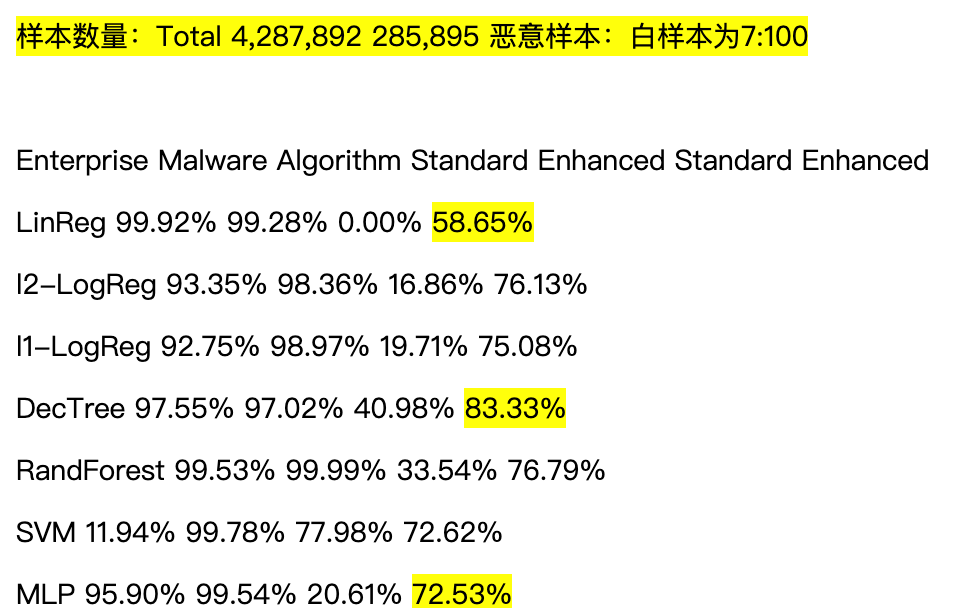 样本数量：Total 4,287,892 285,895 恶意样本：白样本为7:100
Enterprise Malware Algorithm Standard Enhanced Standard Enhanced
LinReg 99.92% 99.28% 0.00% 58.65%
l2-LogReg 93.35% 98.36% 16.86% 76.13%
l1-LogReg 92.75% 98.97% 19.71% 75.08%
DecTree 97.55% 97.02% 40.98% 83.33%
RandForest 99.53% 99.99% 33.54% 76.79%
SVM 11.94% 99.78% 77.98% 72.62%
MLP 95.90% 99.54% 20.61% 72.53%